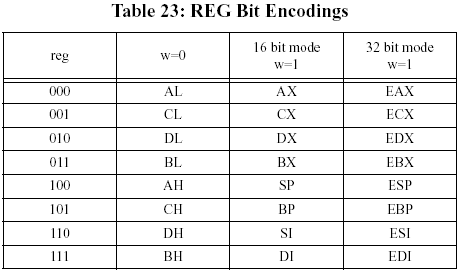 Table 23: REG Bit Encodings
reg w=0 16 bit mode w=1 32 bit mode w=1
000 AL AX EAX
001 CL CX ECX
010 DL DX EDX
011 BL BX EBX
100 AH SP ESP
101 CH BP EBP
110 DH SI ESI
111 BH DI EDI